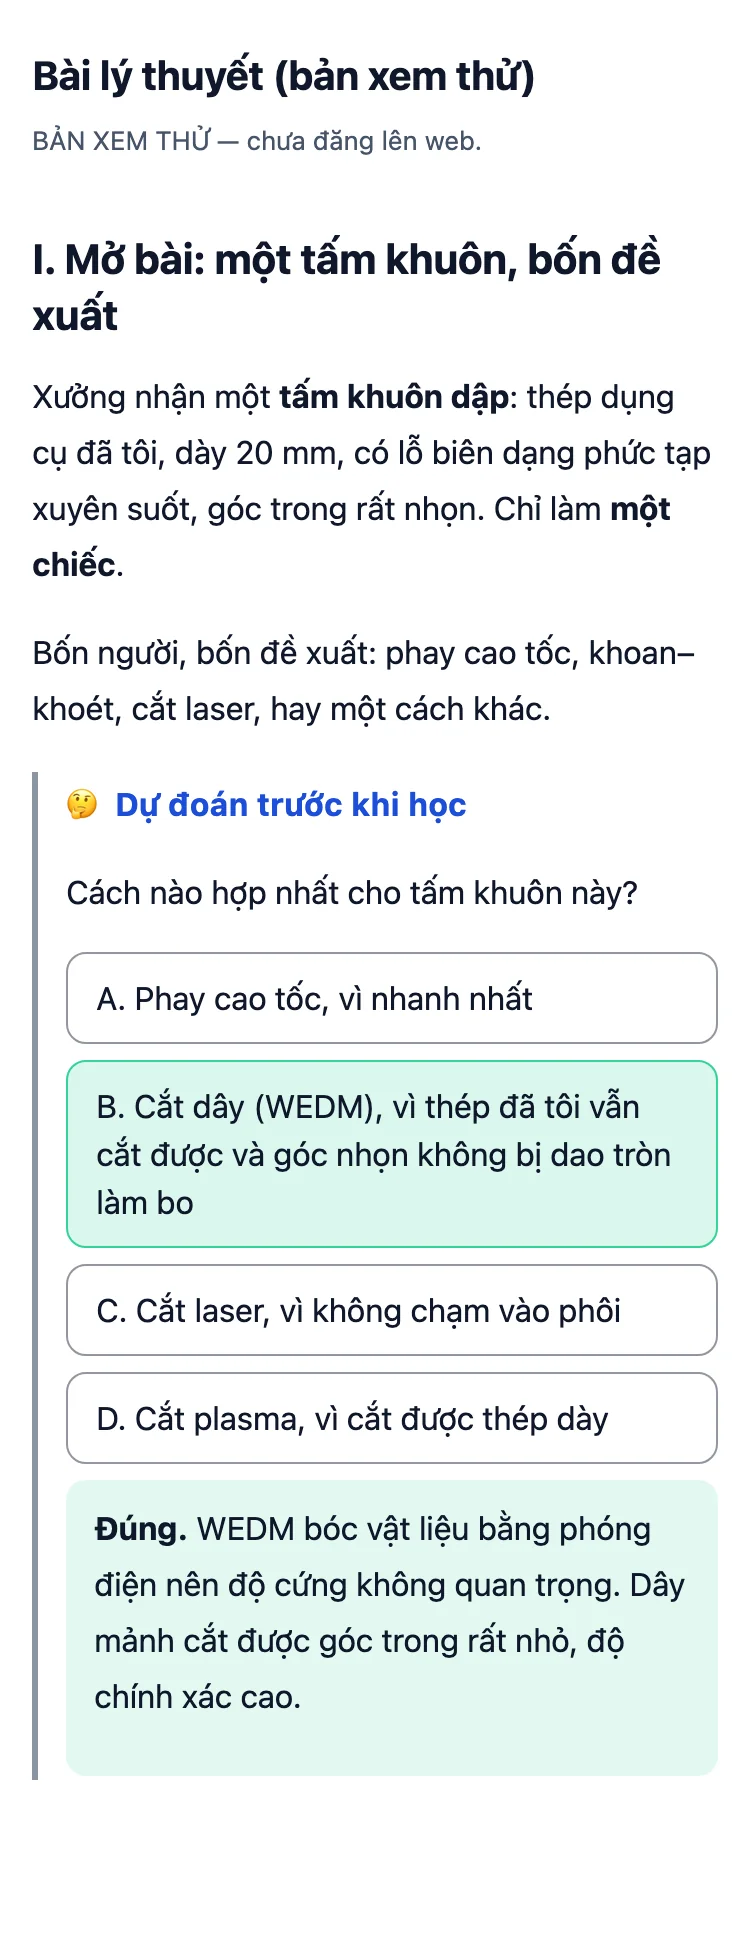 Bài lý thuyết (bản xem thử)
BẢN XEM THỬ — chưa đăng lên web.
I. Mở bài: một tấm khuôn, bốn đề
xuất
Xưởng nhận một tấm khuôn dập: thép dụng
cụ đã tôi, dày 20 mm, có lỗ biên dạng phức tạp
xuyên suốt, góc trong rất nhọn. Chỉ làm một
chiếc.
Bốn người, bốn đề xuất: phay cao tốc, khoan–
khoét, cắt laser, hay một cách khác.
🤔 Dự đoán trước khi học
Cách nào hợp nhất cho tấm khuôn này?
A. Phay cao tốc, vì nhanh nhất
B. Cắt dây (WEDM), vì thép đã tôi vẫn
cắt được và góc nhọn không bị dao tròn
làm bo
C. Cắt laser, vì không chạm vào phôi
D. Cắt plasma, vì cắt được thép dày
Đúng. WEDM bóc vật liệu bằng phóng
điện nên độ cứng không quan trọng. Dây
mảnh cắt được góc trong rất nhỏ, độ
chính xác cao.